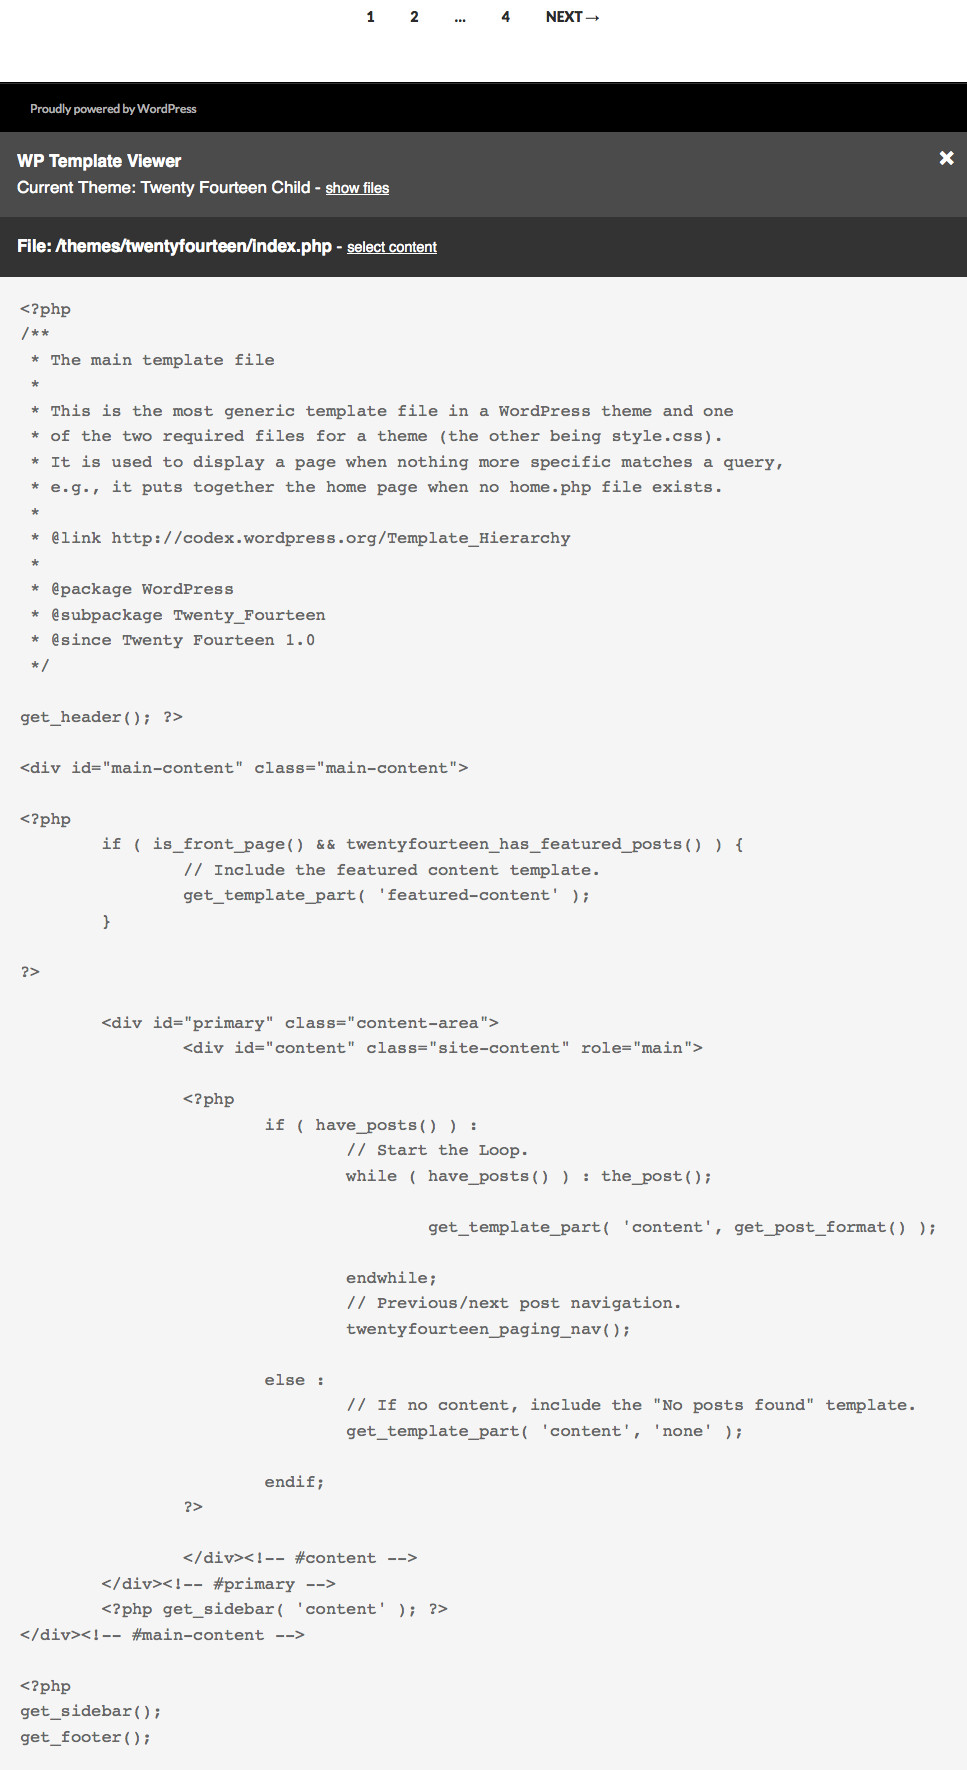 1 2 ... 4 NEXT→
Proudly powered by WordPress
WP Template Viewer
Current Theme: Twenty Fourteen Child - show files
File: /themes/twentyfourteen/index.php - select content
<?php
/**
 * The main template file
 *
 * This is the most generic template file in a WordPress theme and one
 * of the two required files for a theme (the other being style.css).
 * It is used to display a page when nothing more specific matches a query,
 * e.g., it puts together the home page when no home.php file exists.
 *
 * @link http://codex.wordpress.org/Template_Hierarchy
 *
 * @package WordPress
 * @subpackage Twenty_Fourteen
 * @since Twenty Fourteen 1.0
 */
get_header(); ?>
<div id="main-content" class="main-content">
<?php
	if ( is_front_page() && twentyfourteen_has_featured_posts() ) {
		// Include the featured content template.
		get_template_part( 'featured-content' );
	}
?>
	<div id="primary" class="content-area">
		<div id="content" class="site-content" role="main">
		<?php
			if ( have_posts() ) :
				// Start the Loop.
				while ( have_posts() ) : the_post();
					get_template_part( 'content', get_post_format() );
				endwhile;
				// Previous/next post navigation.
				twentyfourteen_paging_nav();
			else :
				// If no content, include the "No posts found" template.
				get_template_part( 'content', 'none' );
			endif;
		?>
		</div><!-- #content -->
	</div><!-- #primary -->
	<?php get_sidebar( 'content' ); ?>
</div><!-- #main-content -->
<?php
get_sidebar();
get_footer();